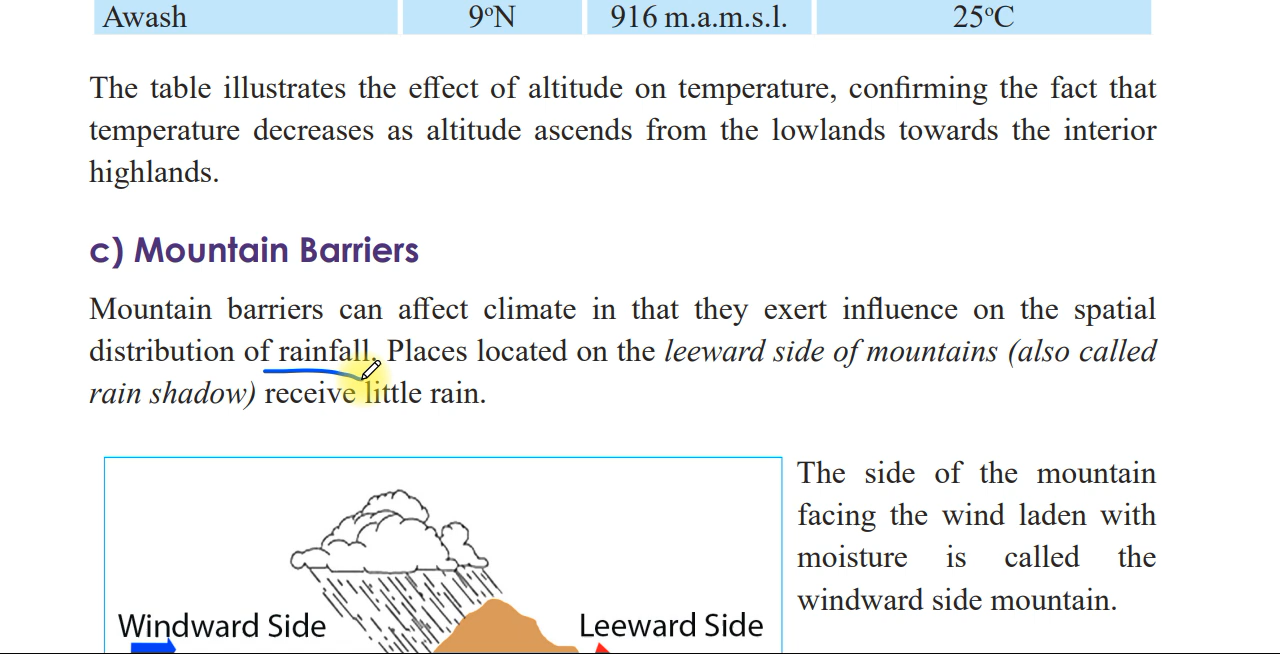 Awash 9°N 916 m.a.m.s.l. 25°C
The table illustrates the effect of altitude on temperature, confirming the fact that
temperature decreases as altitude ascends from the lowlands towards the interior
highlands.
c) Mountain Barriers
Mountain barriers can affect climate in that they exert influence on the spatial
distribution of rainfall. Places located on the leeward side of mountains (also called
rain shadow) receive little rain.
The side of the mountain
facing the wind laden with
moisture is called the
windward side mountain.
Windward Side
Leeward Side